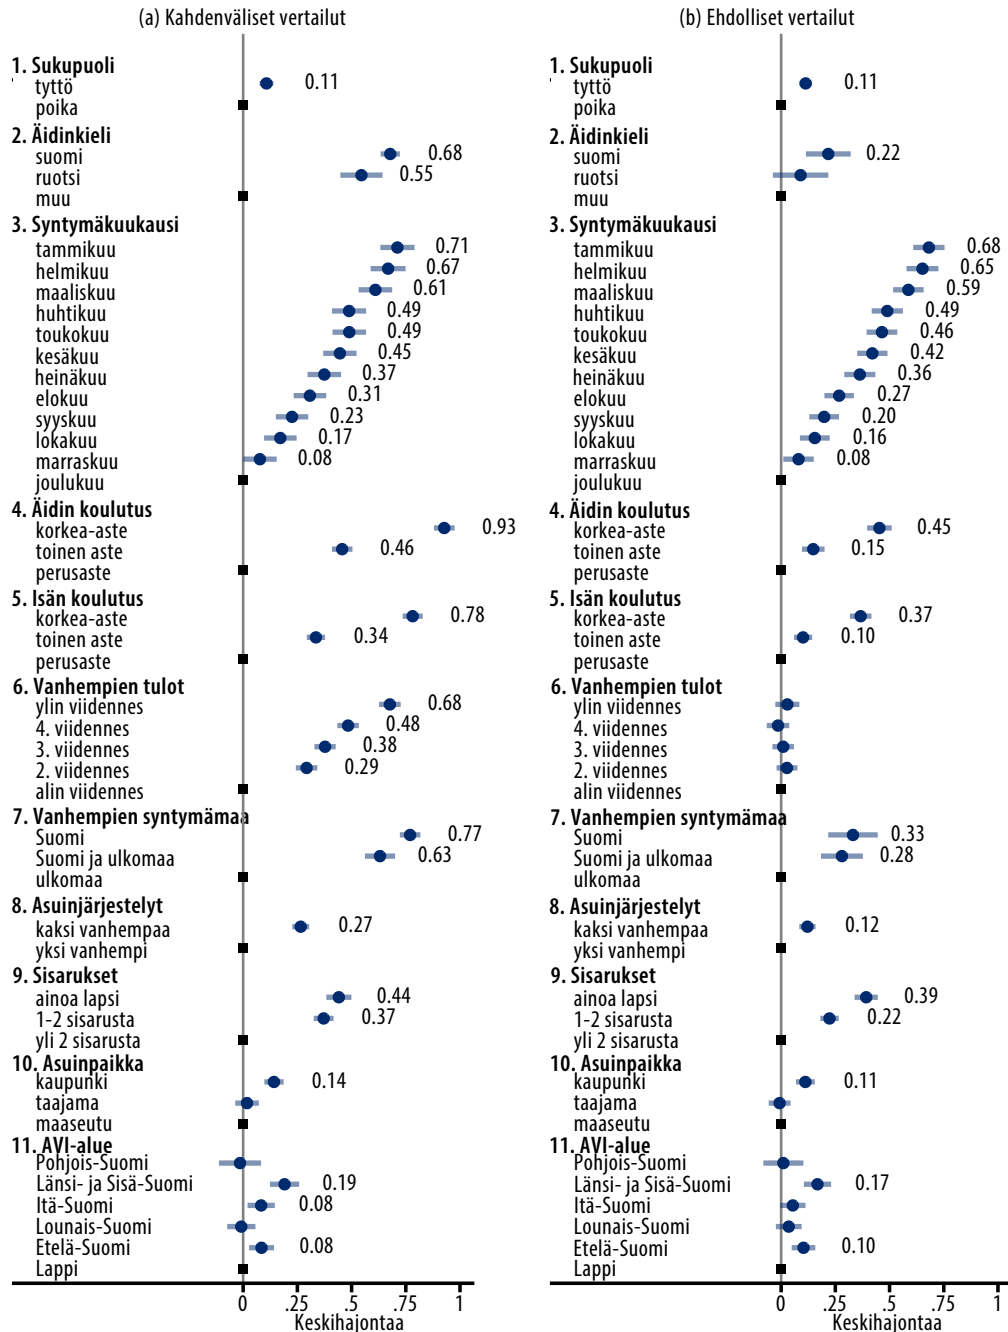 (a) Kahdenväliset vertailut
1. Sukupuoli
tyttö 0.11
poika
2. Äidinkieli
suomi 0.68
ruotsi 0.55
muu
3. Syntymäkuukausi
tammikuu 0.71
helmikuu 0.67
maaliskuu 0.61
huhtikuu 0.49
toukokuu 0.49
kesäkuu 0.45
heinäkuu 0.37
elokuu 0.31
syyskuu 0.23
lokakuu 0.17
marraskuu 0.08
joulukuu
4. Äidin koulutus
korkea-aste 0.93
toinen aste 0.46
perusaste
5. Isän koulutus
korkea-aste 0.78
toinen aste 0.34
perusaste
6. Vanhempien tulot
ylin viidennes 0.68
4. viidennes 0.48
3. viidennes 0.38
2. viidennes 0.29
alin viidennes
7. Vanhempien syntymämaa
Suomi 0.77
Suomi ja ulkomaa 0.63
ulkomaa
8. Asuinjärjestelyt
kaksi vanhempaa 0.27
yksi vanhempi
9. Sisarukset
ainoa lapsi 0.44
1-2 sisarusta 0.37
yli 2 sisarusta
10. Asuinpaikka
kaupunki 0.14
taajama
maaseutu
11. AVI-alue
Pohjois-Suomi
Länsi- ja Sisä-Suomi 0.19
Itä-Suomi 0.08
Lounais-Suomi
Etelä-Suomi 0.08
Lappi
0 .25 .5 .75 1
Keskihajontaa
(b) Ehdolliset vertailut
1. Sukupuoli
tyttö 0.11
poika
2. Äidinkieli
suomi 0.22
ruotsi
muu
3. Syntymäkuukausi
tammikuu 0.68
helmikuu 0.65
maaliskuu 0.59
huhtikuu 0.49
toukokuu 0.46
kesäkuu 0.42
heinäkuu 0.36
elokuu 0.27
syyskuu 0.20
lokakuu 0.16
marraskuu 0.08
joulukuu
4. Äidin koulutus
korkea-aste 0.45
toinen aste 0.15
perusaste
5. Isän koulutus
korkea-aste 0.37
toinen aste 0.10
perusaste
6. Vanhempien tulot
ylin viidennes
4. viidennes
3. viidennes
2. viidennes
alin viidennes
7. Vanhempien syntymämaa
Suomi 0.33
Suomi ja ulkomaa 0.28
ulkomaa
8. Asuinjärjestelyt
kaksi vanhempaa 0.12
yksi vanhempi
9. Sisarukset
ainoa lapsi 0.39
1-2 sisarusta 0.22
yli 2 sisarusta
10. Asuinpaikka
kaupunki 0.11
taajama
maaseutu
11. AVI-alue
Pohjois-Suomi
Länsi- ja Sisä-Suomi 0.17
Itä-Suomi
Lounais-Suomi
Etelä-Suomi 0.10
Lappi
0 .25 .5 .75 1
Keskihajontaa